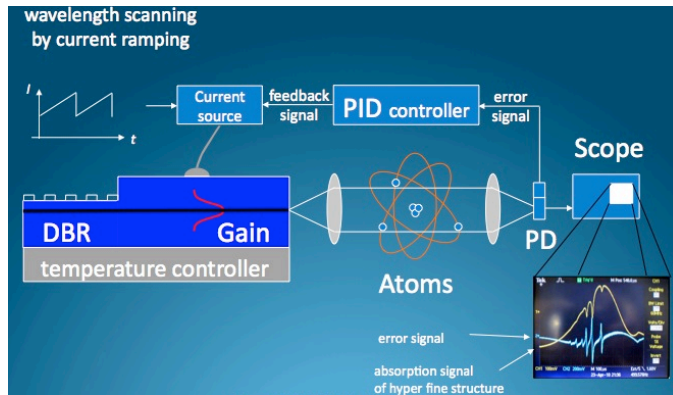 wavelength scanning
by current ramping
I
t
Current
source
feedback
signal
PID controller
error
signal
Scope
DBR
Gain
temperature controller
Atoms
PD
error signal
absorption signal
of hyper fine structure